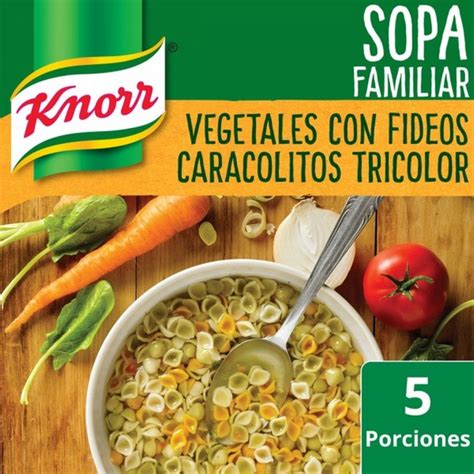 SOPA
FAMILIAR
Knorr®
VEGETALES CON FIDEOS
CARACOLITOS TRICOLOR
5
Porciones